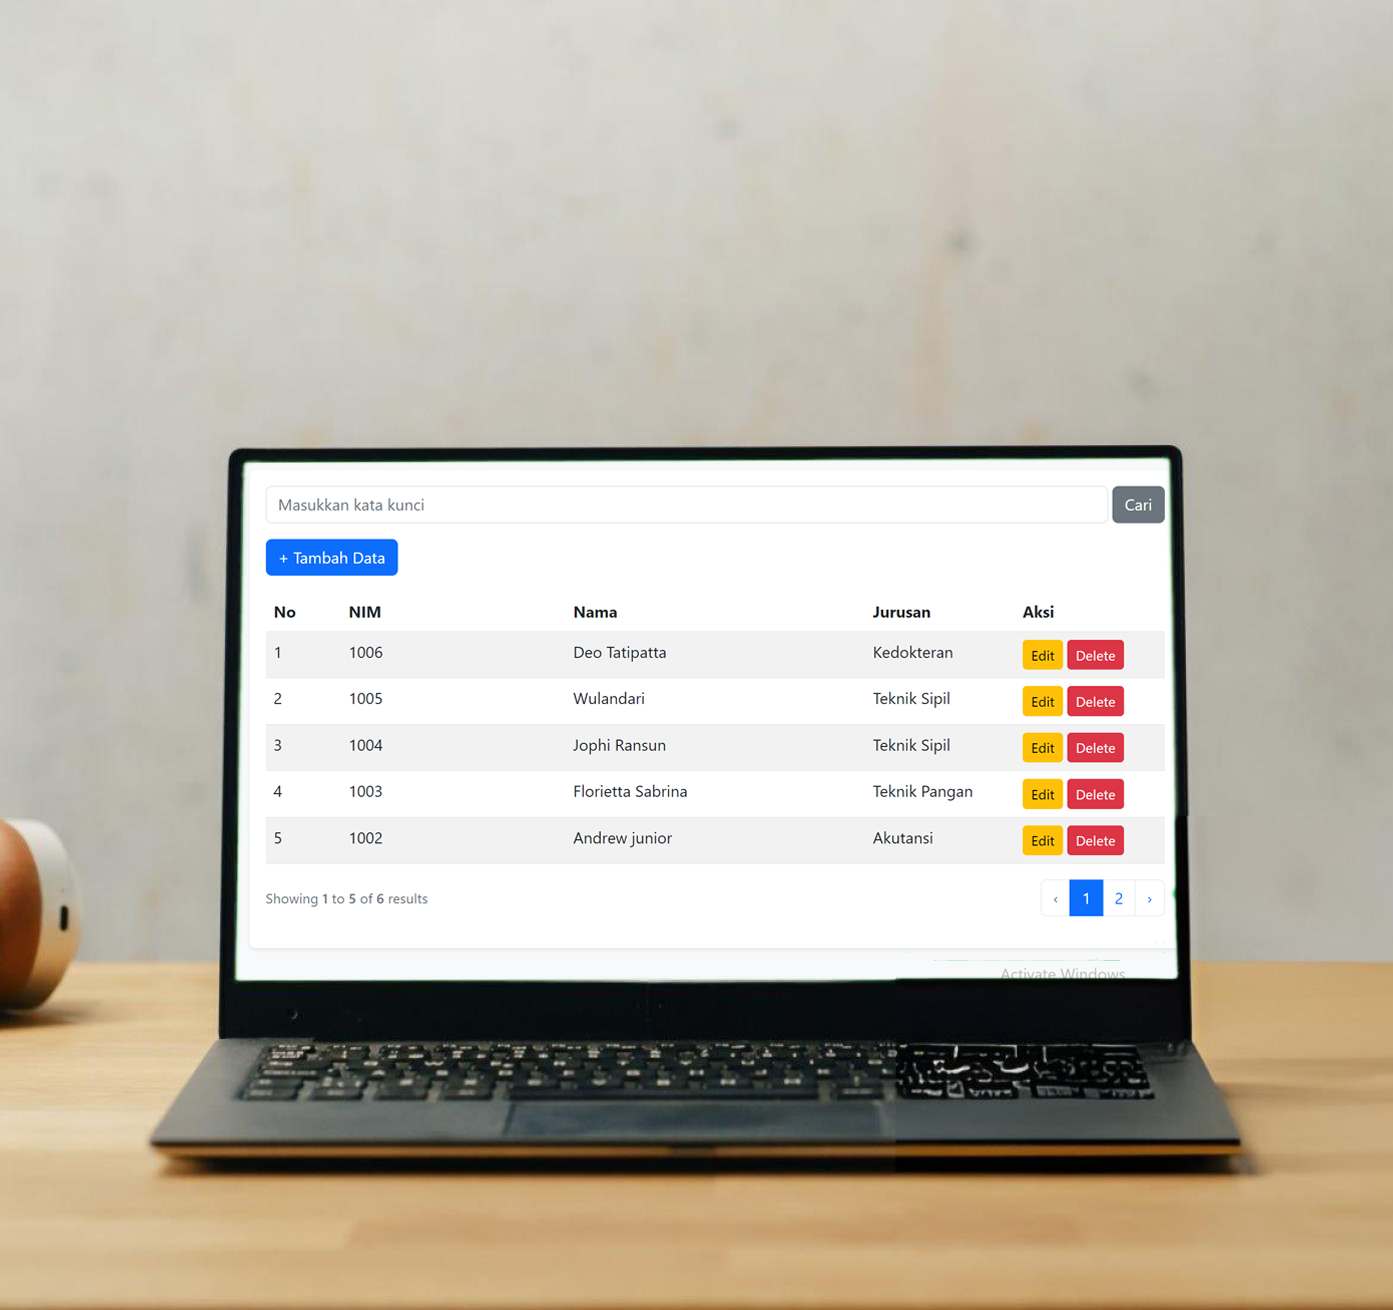 Masukkan kata kunci Cari
+ Tambah Data
No NIM Nama Jurusan Aksi
1 1006 Deo Tatipatta Kedokteran Edit Delete
2 1005 Wulandari Teknik Sipil Edit Delete
3 1004 Jophi Ransun Teknik Sipil Edit Delete
4 1003 Florietta Sabrina Teknik Pangan Edit Delete
5 1002 Andrew junior Akutansi Edit Delete
Showing 1 to 5 of 6 results ‹ 1 2 ›
Activate Windows